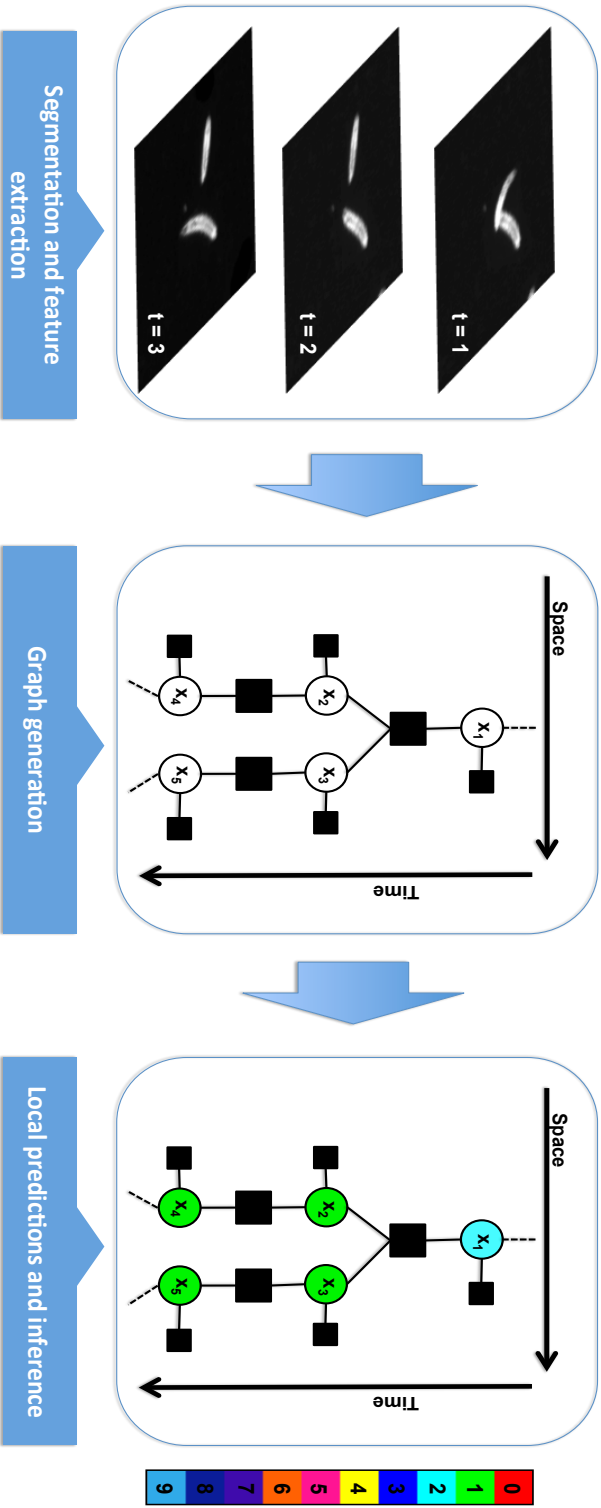 Segmentation and feature
extraction
t = 1
t = 2
t = 3
Graph generation
Space
Time
X1
X2
X3
X4
X5
Local predictions and inference
Space
Time
X1
X2
X3
X4
X5
0
1
2
3
4
5
6
7
8
9